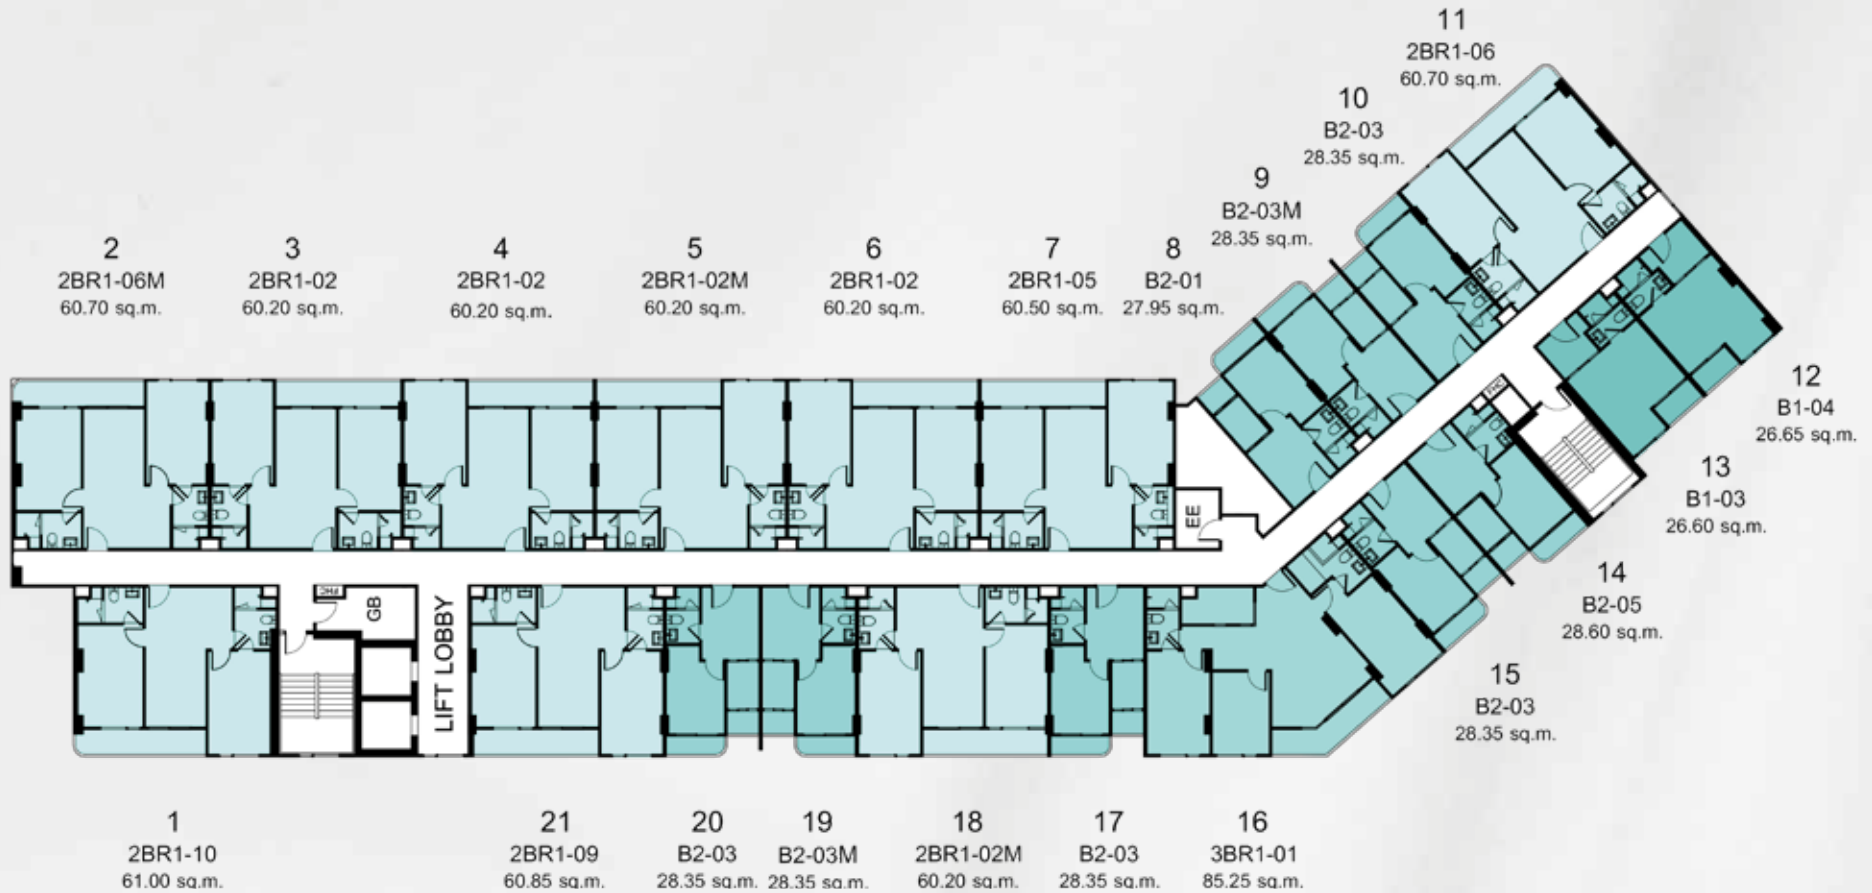 11
2BR1-06
60.70 sq.m.
10
B2-03
28.35 sq.m.
9
B2-03M
28.35 sq.m.
2
2BR1-06M
60.70 sq.m.
3
2BR1-02
60.20 sq.m.
4
2BR1-02
60.20 sq.m.
5
2BR1-02M
60.20 sq.m.
6
2BR1-02
60.20 sq.m.
7
2BR1-05
60.50 sq.m.
8
B2-01
27.95 sq.m.
12
B1-04
26.65 sq.m.
13
B1-03
26.60 sq.m.
14
B2-05
28.60 sq.m.
15
B2-03
28.35 sq.m.
FHC
EE
FHC
GB
LIFT LOBBY
1
2BR1-10
61.00 sq.m.
21
2BR1-09
60.85 sq.m.
20
B2-03
28.35 sq.m.
19
B2-03M
28.35 sq.m.
18
2BR1-02M
60.20 sq.m.
17
B2-03
28.35 sq.m.
16
3BR1-01
85.25 sq.m.